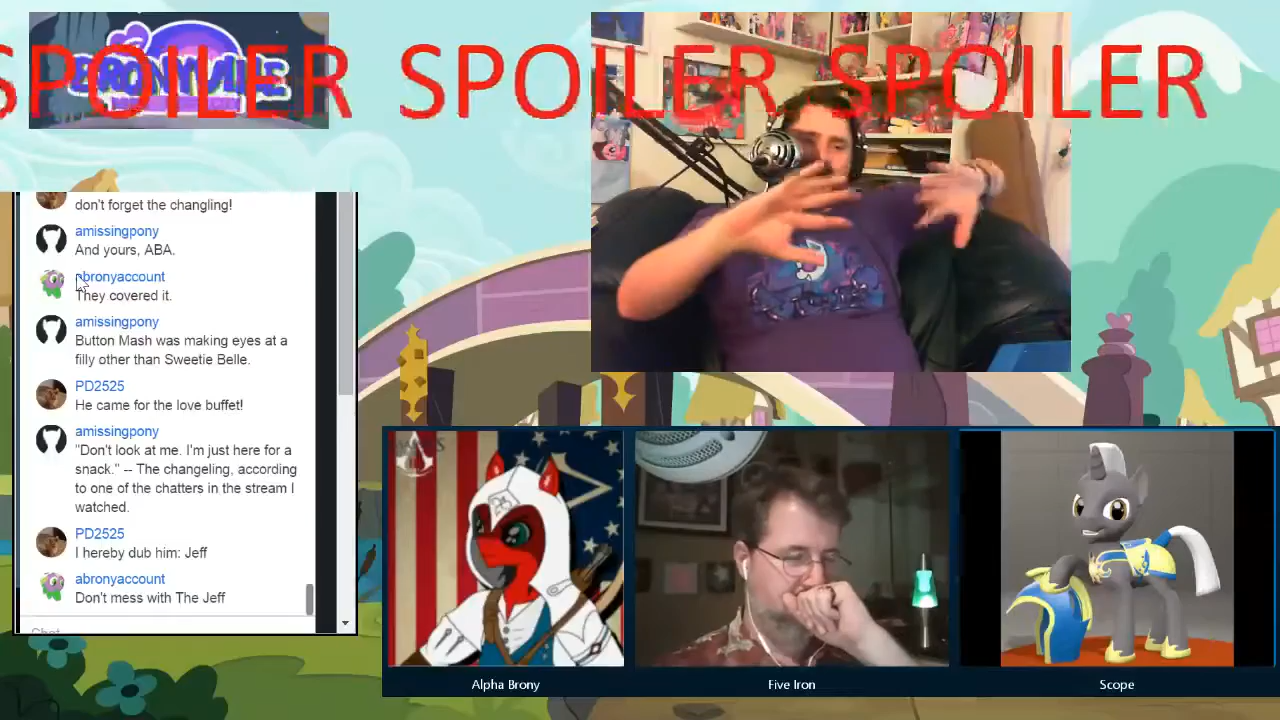 SPOILER SPOILER SPOILER
BRONYVILLE
don't forget the changling!
amissingpony
And yours, ABA.
abronyaccount
They covered it.
amissingpony
Button Mash was making eyes at a
filly other than Sweetie Belle.
PD2525
He came for the love buffet!
amissingpony
"Don't look at me. I'm just here for a
snack." -- The changeling, according
to one of the chatters in the stream I
watched.
PD2525
I hereby dub him: Jeff
abronyaccount
Don't mess with The Jeff
Chat
Alpha Brony
Five Iron
Scope